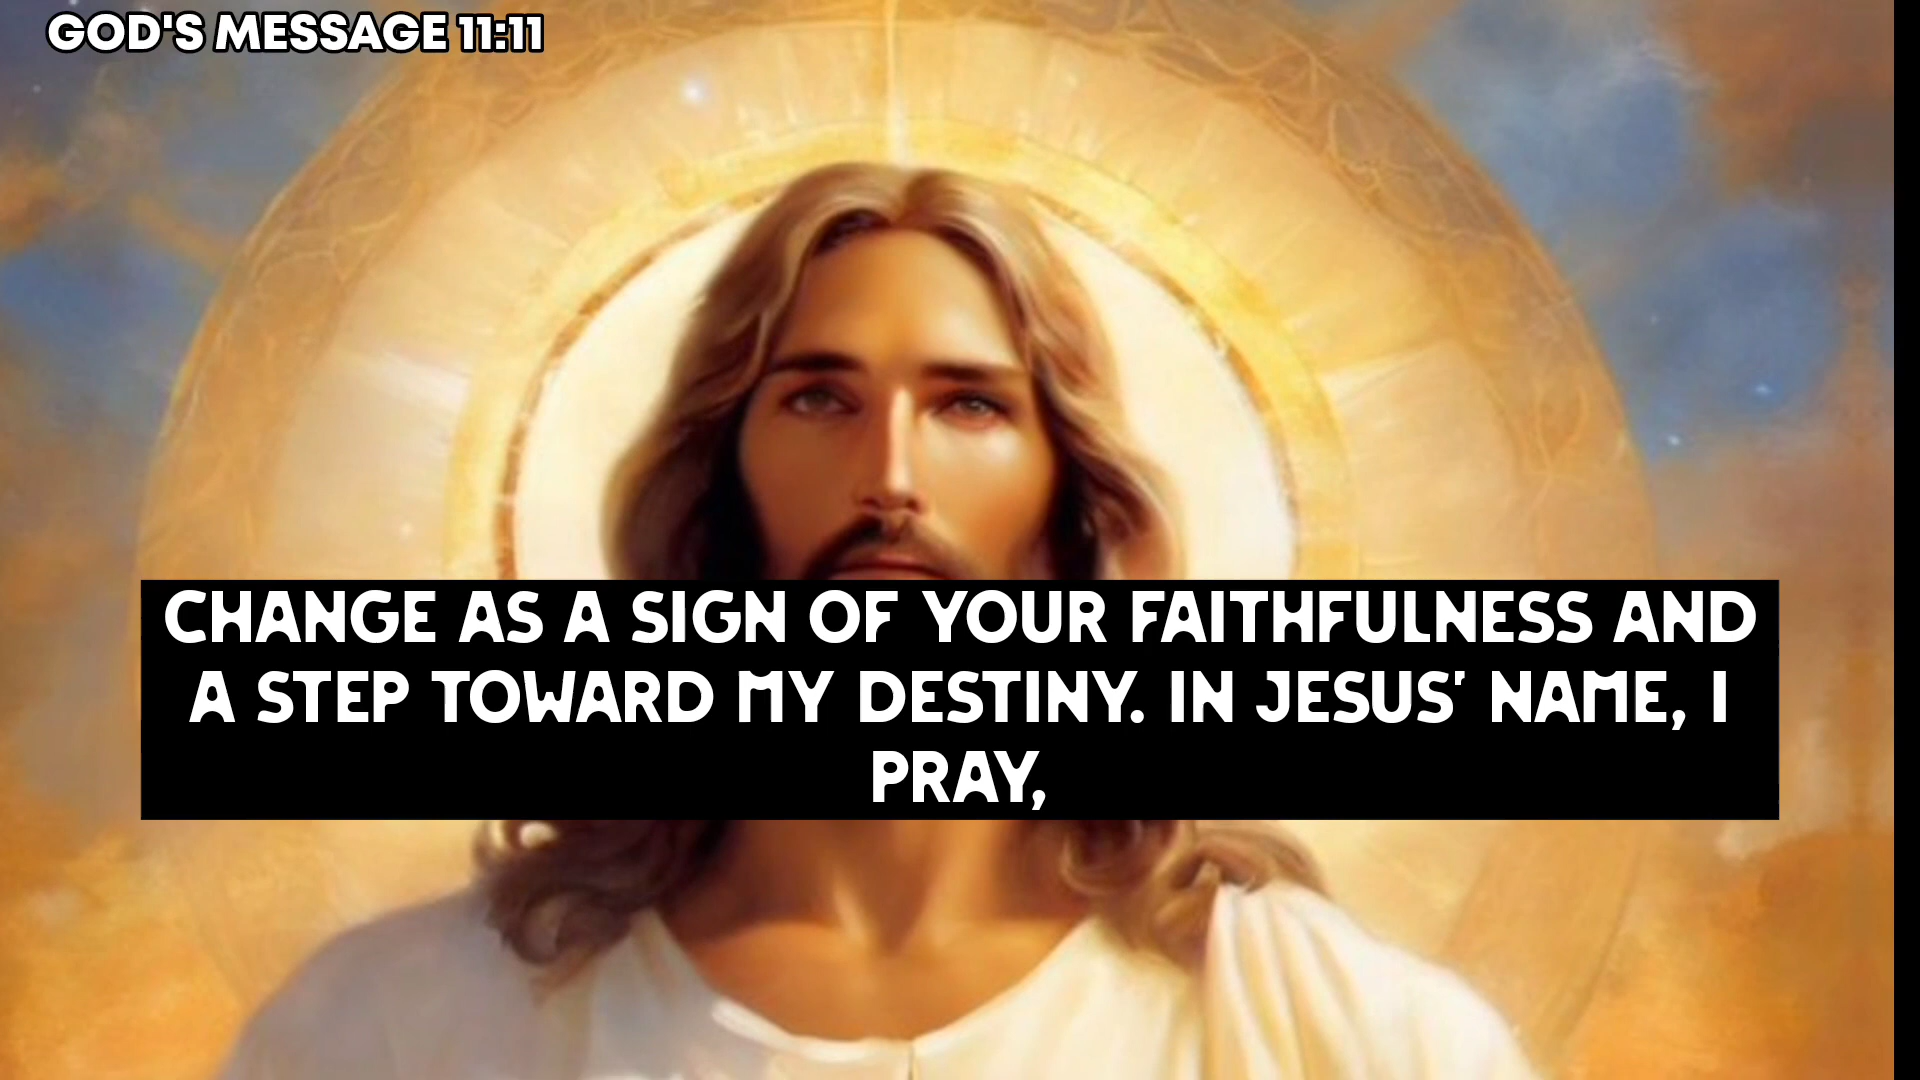 GOD'S MESSAGE 11:11
CHANGE AS A SIGN OF YOUR FAITHFULNESS AND
A STEP TOWARD MY DESTINY. IN JESUS' NAME, I
PRAY,